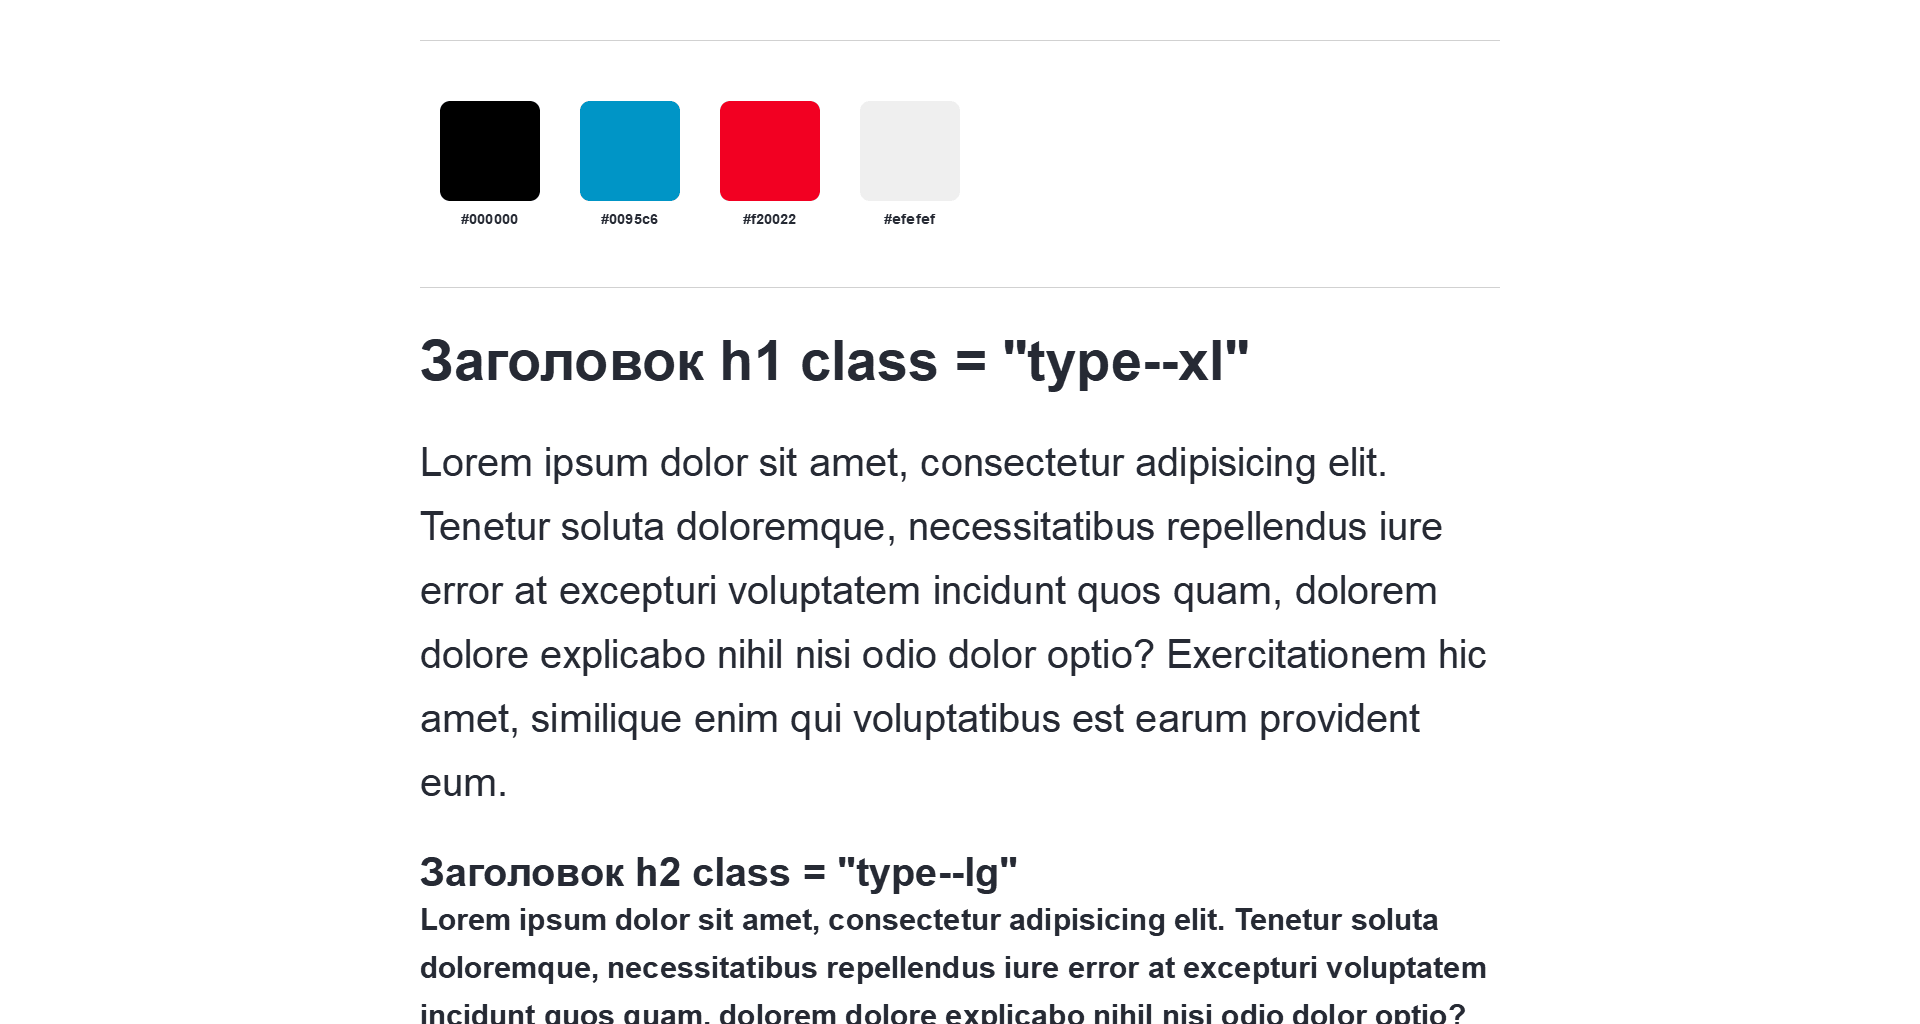 #000000 #0095c6 #f20022 #efefef
Заголовок h1 class = "type--xl"
Lorem ipsum dolor sit amet, consectetur adipisicing elit.
Tenetur soluta doloremque, necessitatibus repellendus iure
error at excepturi voluptatem incidunt quos quam, dolorem
dolore explicabo nihil nisi odio dolor optio? Exercitationem hic
amet, similique enim qui voluptatibus est earum provident
eum.
Заголовок h2 class = "type--lg"
Lorem ipsum dolor sit amet, consectetur adipisicing elit. Tenetur soluta
doloremque, necessitatibus repellendus iure error at excepturi voluptatem
incidunt quos quam, dolorem dolore explicabo nihil nisi odio dolor optio?